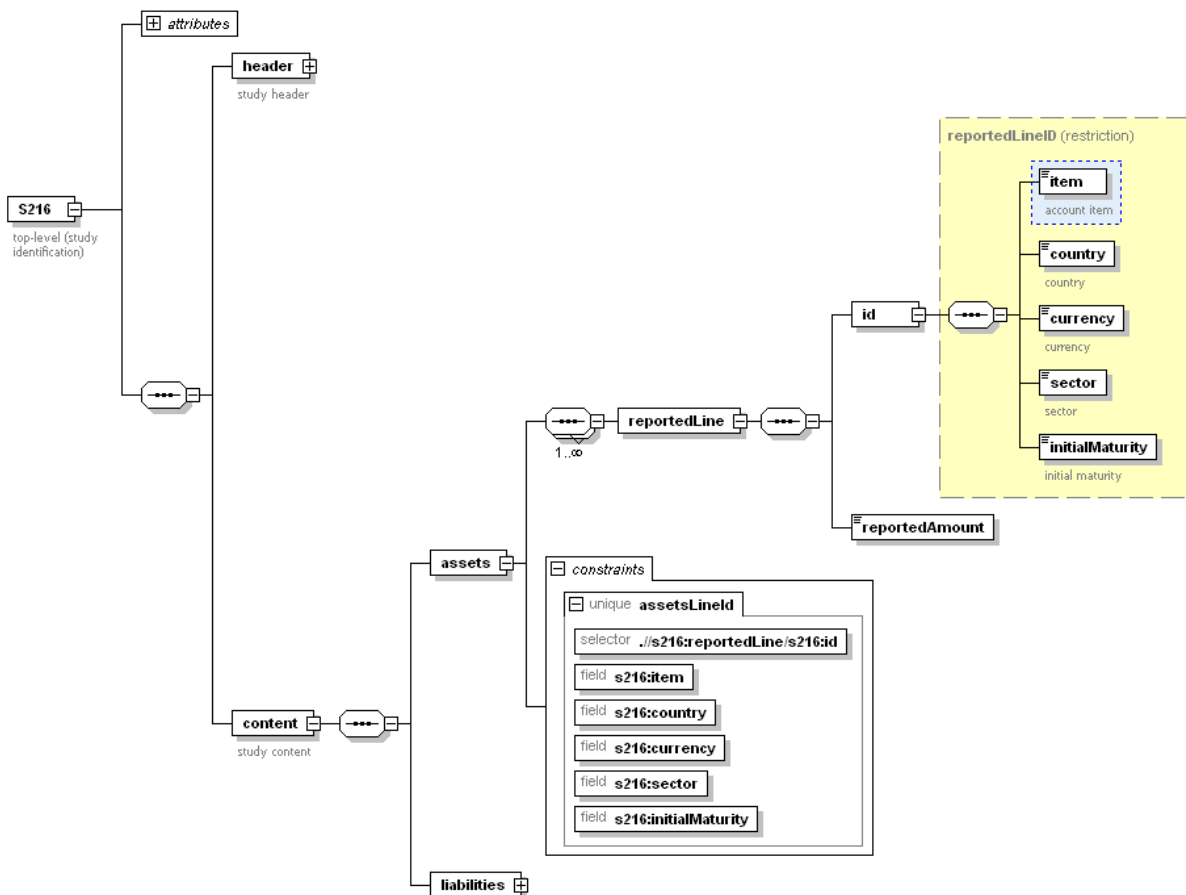 attributes
header
study header
S216
top-level (study
identification)
reportedLineID (restriction)
item
account item
country
country
currency
currency
sector
sector
initialMaturity
initial maturity
id
reportedLine
1..∞
reportedAmount
assets
constraints
unique assetsLineId
selector .//s216:reportedLine/s216:id
field s216:item
field s216:country
field s216:currency
field s216:sector
field s216:initialMaturity
content
study content
liabilities